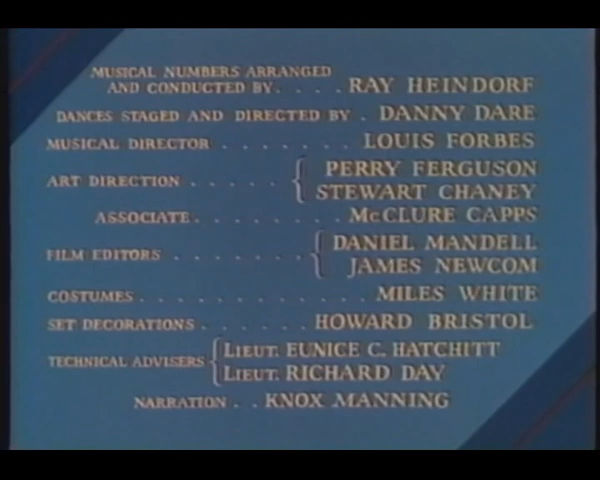 MUSICAL NUMBERS ARRANGED
AND CONDUCTED BY. . . . RAY HEINDORF
DANCES STAGED AND DIRECTED BY . DANNY DARE
MUSICAL DIRECTOR . . . . . . . LOUIS FORBES
ART DIRECTION . . . . . { PERRY FERGUSON
STEWART CHANEY
ASSOCIATE. . . . . . . . McCLURE CAPPS
FILM EDITORS . . . . . . . { DANIEL MANDELL
JAMES NEWCOM
COSTUMES . . . . . . . . . . . . MILES WHITE
SET DECORATIONS . . . . . . HOWARD BRISTOL
TECHNICAL ADVISERS { LIEUT. EUNICE C. HATCHITT
LIEUT. RICHARD DAY
NARRATION . . KNOX MANNING